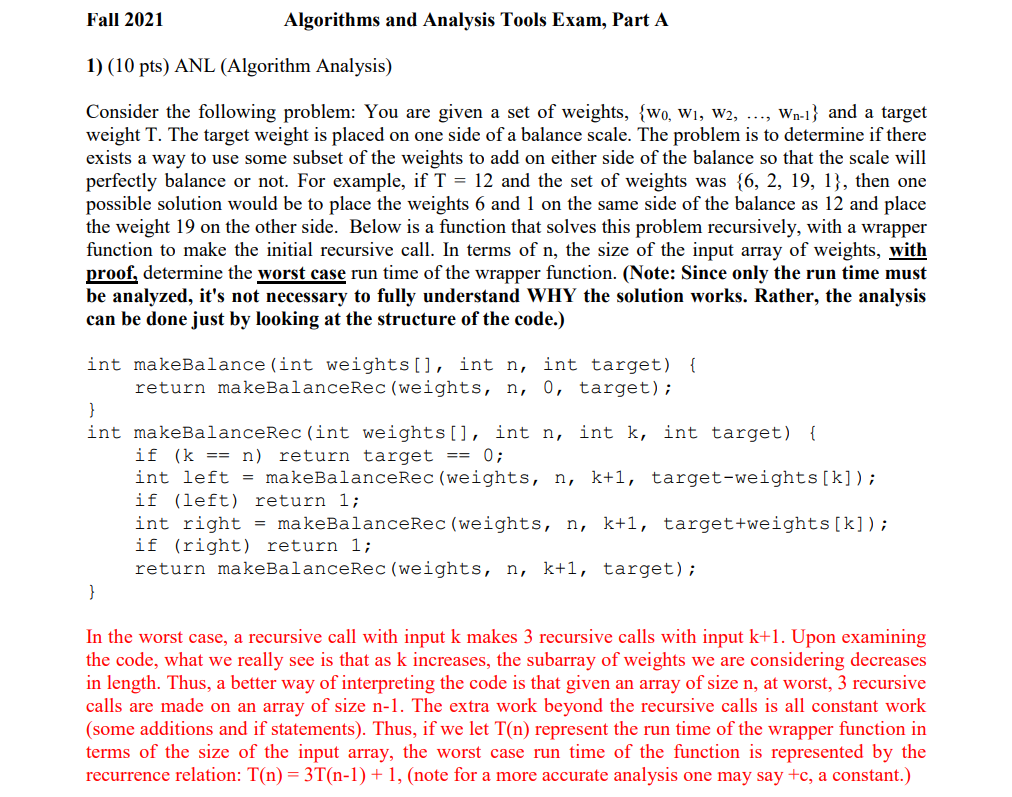 Fall 2021 Algorithms and Analysis Tools Exam, Part A
1) (10 pts) ANL (Algorithm Analysis)
Consider the following problem: You are given a set of weights, {w0, w1, w2, ..., wn-1} and a target
weight T. The target weight is placed on one side of a balance scale. The problem is to determine if there
exists a way to use some subset of the weights to add on either side of the balance so that the scale will
perfectly balance or not. For example, if T = 12 and the set of weights was {6, 2, 19, 1}, then one
possible solution would be to place the weights 6 and 1 on the same side of the balance as 12 and place
the weight 19 on the other side. Below is a function that solves this problem recursively, with a wrapper
function to make the initial recursive call. In terms of n, the size of the input array of weights, with
proof, determine the worst case run time of the wrapper function. (Note: Since only the run time must
be analyzed, it's not necessary to fully understand WHY the solution works. Rather, the analysis
can be done just by looking at the structure of the code.)
int makeBalance(int weights[], int n, int target) {
    return makeBalanceRec(weights, n, 0, target);
}
int makeBalanceRec(int weights[], int n, int k, int target) {
    if (k == n) return target == 0;
    int left = makeBalanceRec(weights, n, k+1, target-weights[k]);
    if (left) return 1;
    int right = makeBalanceRec(weights, n, k+1, target+weights[k]);
    if (right) return 1;
    return makeBalanceRec(weights, n, k+1, target);
}
In the worst case, a recursive call with input k makes 3 recursive calls with input k+1. Upon examining
the code, what we really see is that as k increases, the subarray of weights we are considering decreases
in length. Thus, a better way of interpreting the code is that given an array of size n, at worst, 3 recursive
calls are made on an array of size n-1. The extra work beyond the recursive calls is all constant work
(some additions and if statements). Thus, if we let T(n) represent the run time of the wrapper function in
terms of the size of the input array, the worst case run time of the function is represented by the
recurrence relation: T(n) = 3T(n-1) + 1, (note for a more accurate analysis one may say +c, a constant.)